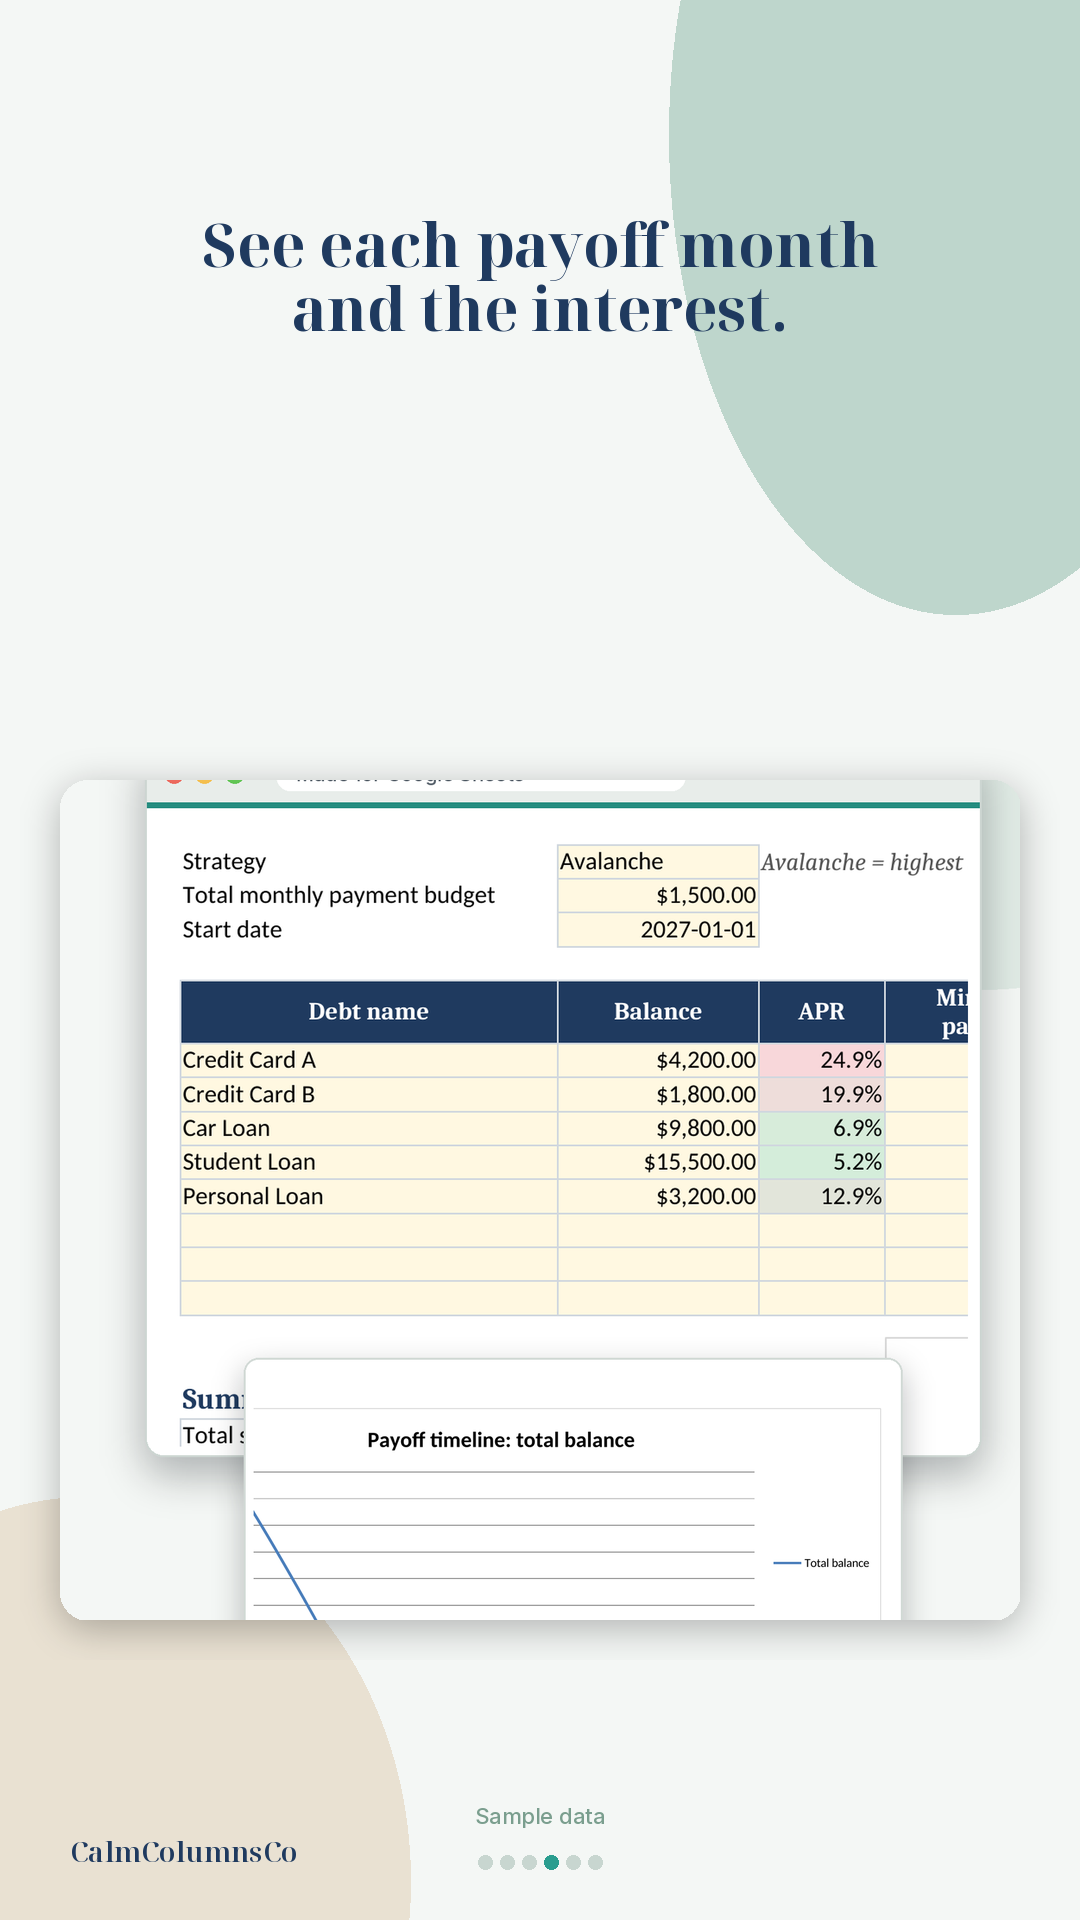 See each payoff month
and the interest.
Strategy Avalanche Avalanche = highest
Total monthly payment budget $1,500.00
Start date 2027-01-01
Debt name Balance APR
Credit Card A $4,200.00 24.9%
Credit Card B $1,800.00 19.9%
Car Loan $9,800.00 6.9%
Student Loan $15,500.00 5.2%
Personal Loan $3,200.00 12.9%
Total
Payoff timeline: total balance
Total balance
Sample data
CalmColumnsCo